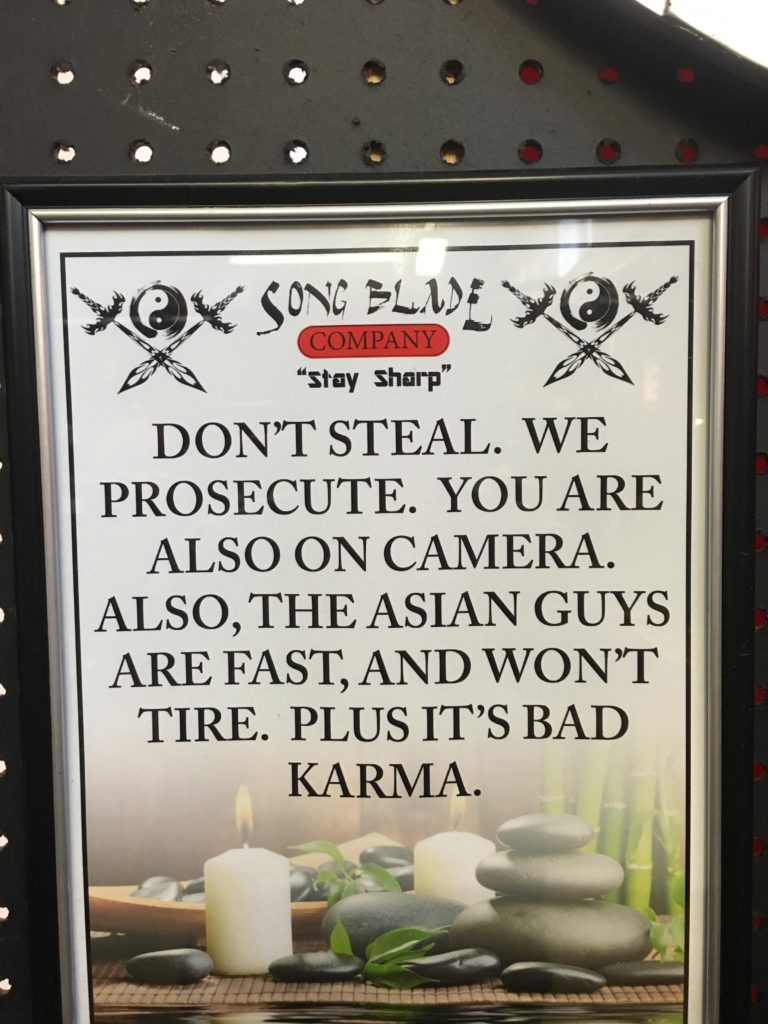 SONG BLADE
COMPANY
"Stay Sharp"
DON'T STEAL. WE
PROSECUTE. YOU ARE
ALSO ON CAMERA.
ALSO, THE ASIAN GUYS
ARE FAST, AND WON'T
TIRE. PLUS IT'S BAD
KARMA.